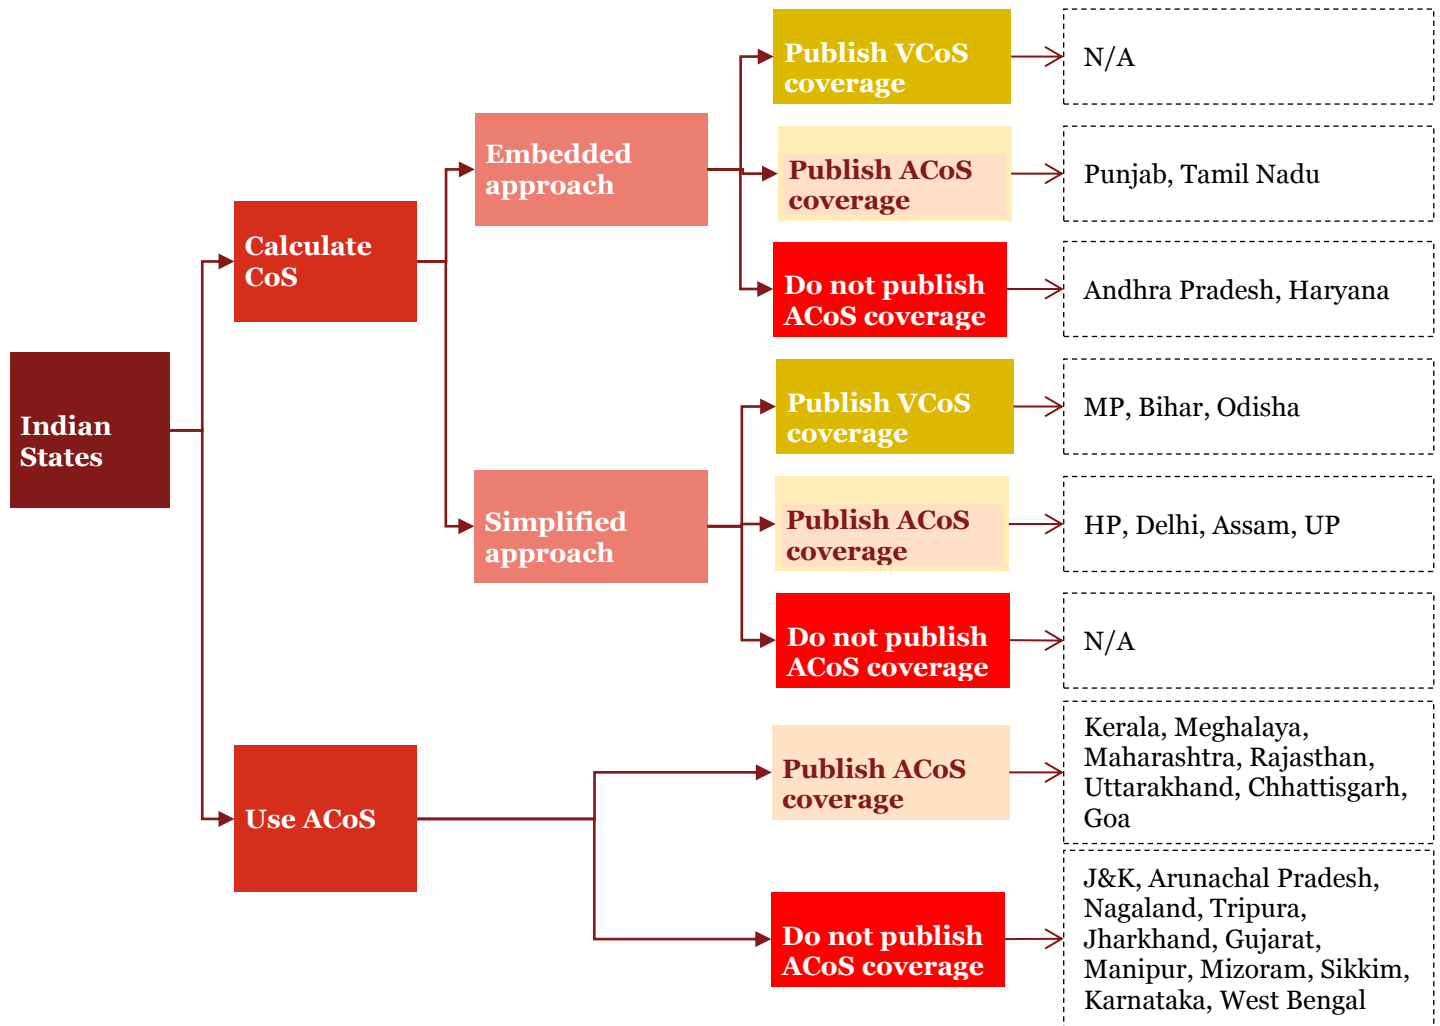 Indian
States
Calculate
CoS
Embedded
approach
Publish VCoS
coverage
N/A
Publish ACoS
coverage
Punjab, Tamil Nadu
Do not publish
ACoS coverage
Andhra Pradesh, Haryana
Simplified
approach
Publish VCoS
coverage
MP, Bihar, Odisha
Publish ACoS
coverage
HP, Delhi, Assam, UP
Do not publish
ACoS coverage
N/A
Use ACoS
Publish ACoS
coverage
Kerala, Meghalaya,
Maharashtra, Rajasthan,
Uttarakhand, Chhattisgarh,
Goa
Do not publish
ACoS coverage
J&K, Arunachal Pradesh,
Nagaland, Tripura,
Jharkhand, Gujarat,
Manipur, Mizoram, Sikkim,
Karnataka, West Bengal